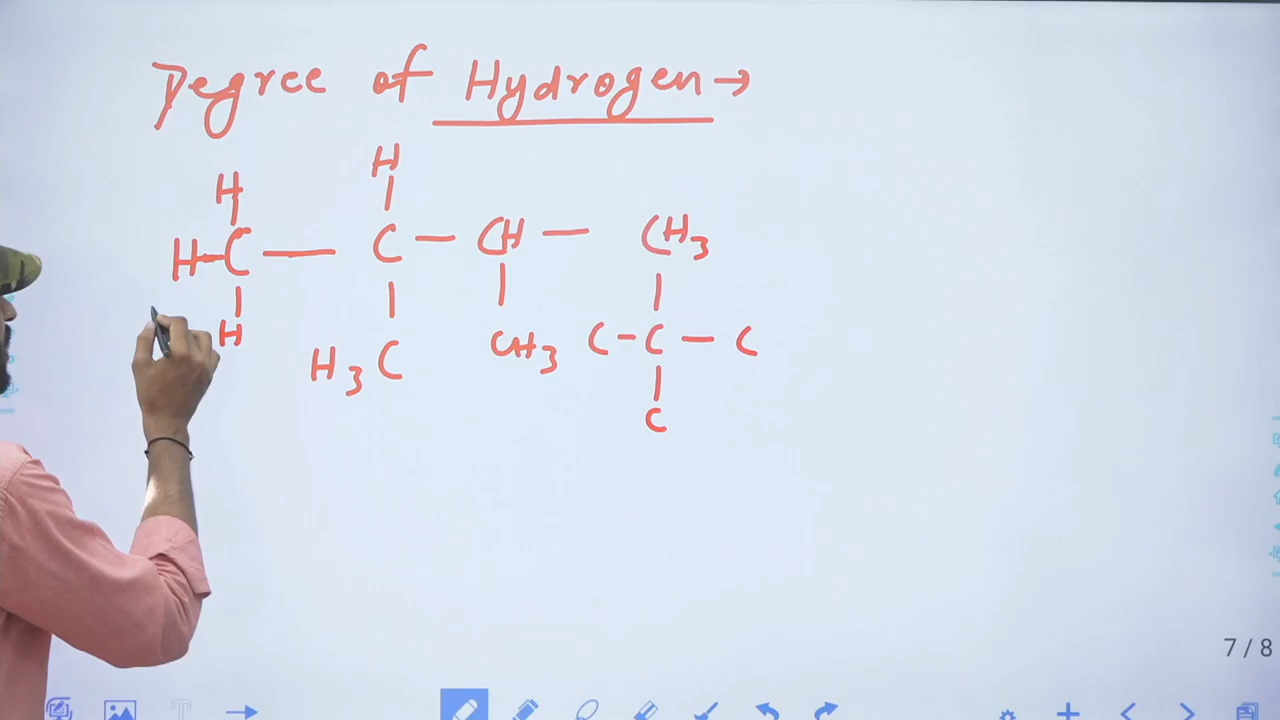 Degree of Hydrogen →
H
H
H-C — C - CH — CH3
H
H3C
CH3
C-C — C
C
7 / 8